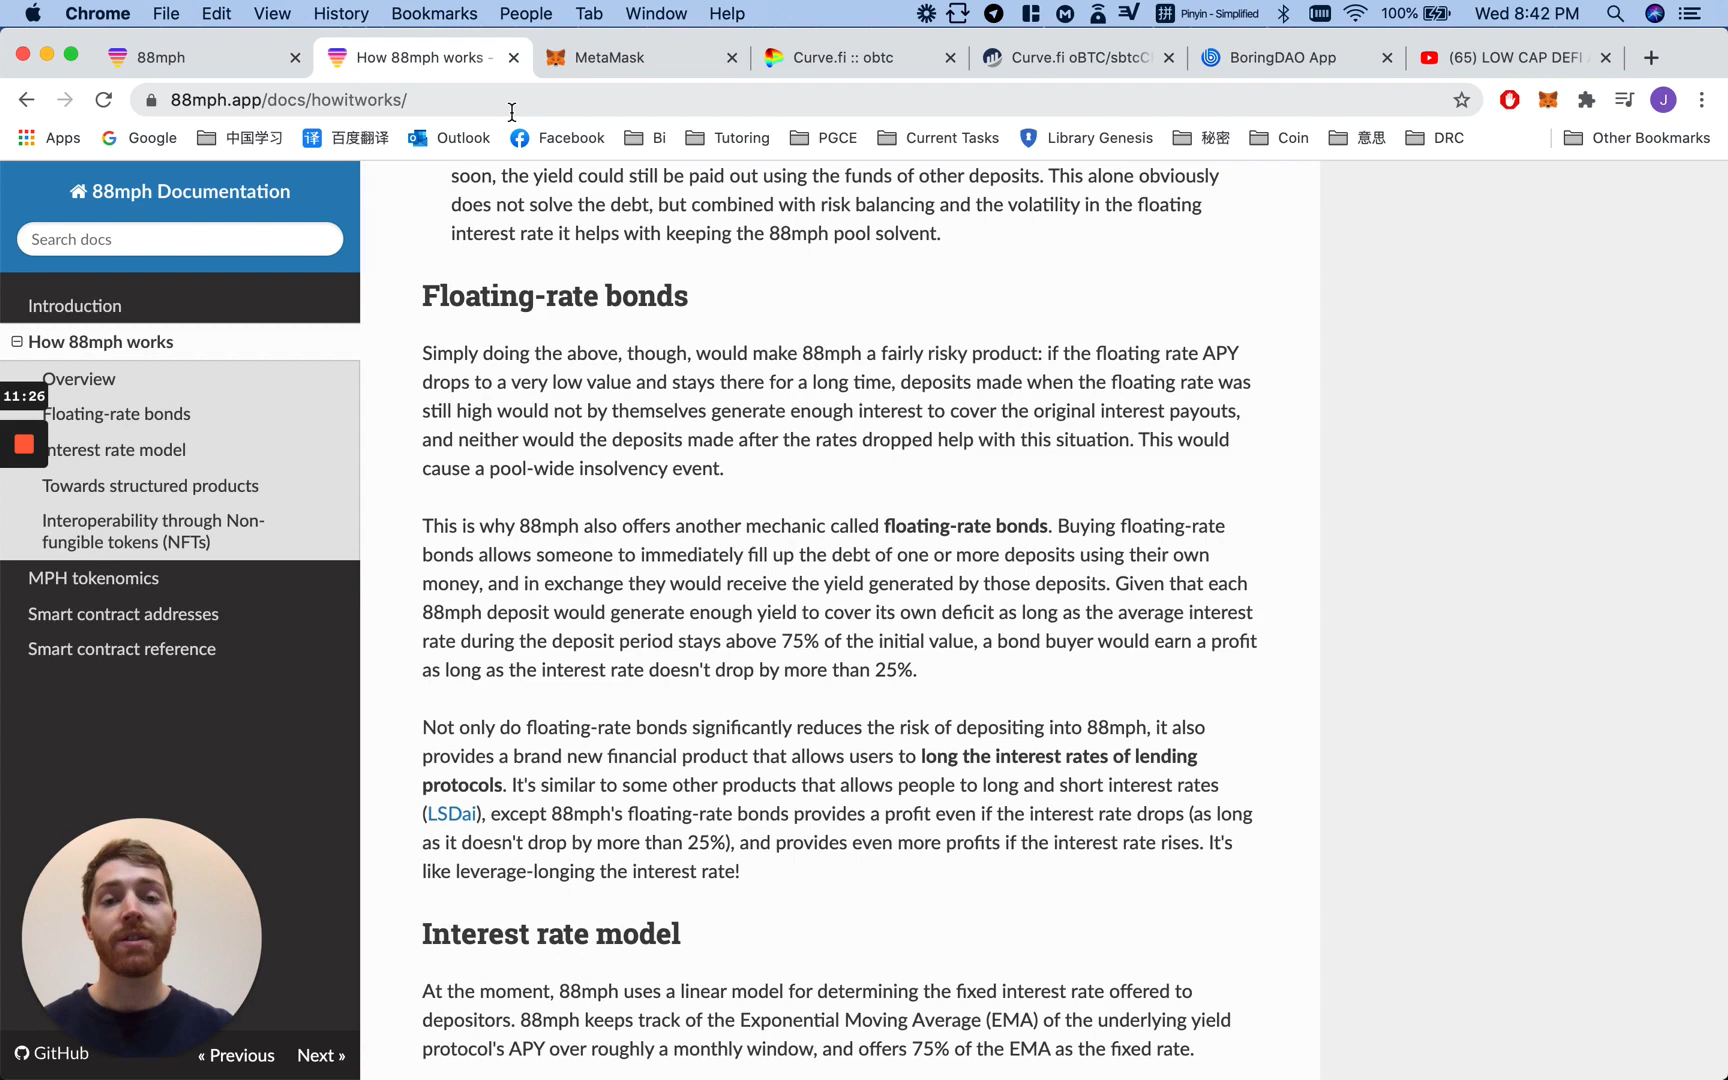 Chrome File Edit View History Bookmarks People Tab Window Help 拼 Pinyin - Simplified 100% Wed 8:42 PM
88mph How 88mph works - MetaMask Curve.fi :: obtc Curve.fi oBTC/sbtcC BoringDAO App (65) LOW CAP DEFI
88mph.app/docs/howitworks/ J
Apps Google 中国学习 译 百度翻译 Outlook Facebook Bi Tutoring PGCE Current Tasks Library Genesis 秘密 Coin 意思 DRC Other Bookmarks
88mph Documentation
Search docs
Introduction
How 88mph works
Overview
11:26
Floating-rate bonds
nterest rate model
Towards structured products
Interoperability through Non-
fungible tokens (NFTs)
MPH tokenomics
Smart contract addresses
Smart contract reference
GitHub « Previous Next »
soon, the yield could still be paid out using the funds of other deposits. This alone obviously
does not solve the debt, but combined with risk balancing and the volatility in the floating
interest rate it helps with keeping the 88mph pool solvent.
Floating-rate bonds
Simply doing the above, though, would make 88mph a fairly risky product: if the floating rate APY
drops to a very low value and stays there for a long time, deposits made when the floating rate was
still high would not by themselves generate enough interest to cover the original interest payouts,
and neither would the deposits made after the rates dropped help with this situation. This would
cause a pool-wide insolvency event.
This is why 88mph also offers another mechanic called floating-rate bonds. Buying floating-rate
bonds allows someone to immediately fill up the debt of one or more deposits using their own
money, and in exchange they would receive the yield generated by those deposits. Given that each
88mph deposit would generate enough yield to cover its own deficit as long as the average interest
rate during the deposit period stays above 75% of the initial value, a bond buyer would earn a profit
as long as the interest rate doesn't drop by more than 25%.
Not only do floating-rate bonds significantly reduces the risk of depositing into 88mph, it also
provides a brand new financial product that allows users to long the interest rates of lending
protocols. It's similar to some other products that allows people to long and short interest rates
(LSDai), except 88mph's floating-rate bonds provides a profit even if the interest rate drops (as long
as it doesn't drop by more than 25%), and provides even more profits if the interest rate rises. It's
like leverage-longing the interest rate!
Interest rate model
At the moment, 88mph uses a linear model for determining the fixed interest rate offered to
depositors. 88mph keeps track of the Exponential Moving Average (EMA) of the underlying yield
protocol's APY over roughly a monthly window, and offers 75% of the EMA as the fixed rate.